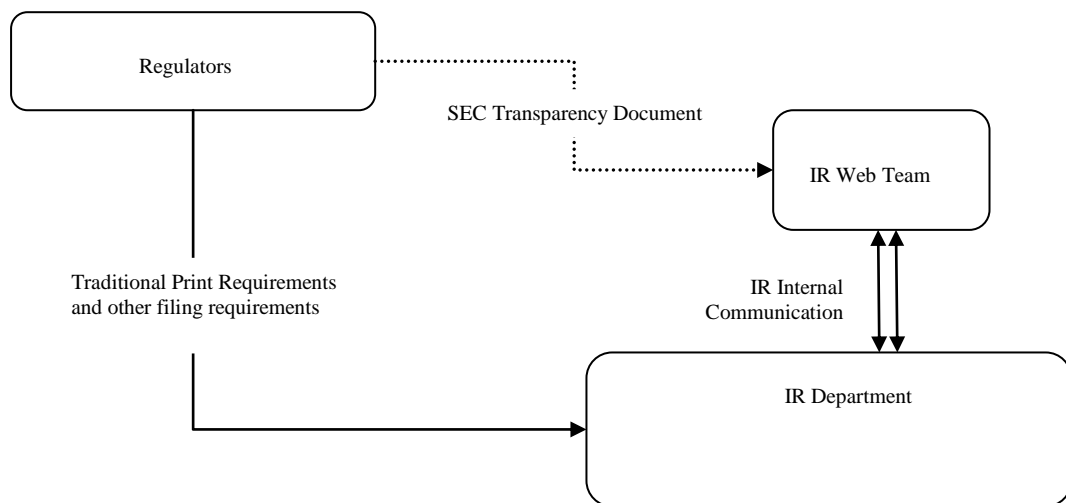 Regulators
SEC Transparency Document
IR Web Team
Traditional Print Requirements
and other filing requirements
IR Internal
Communication
IR Department